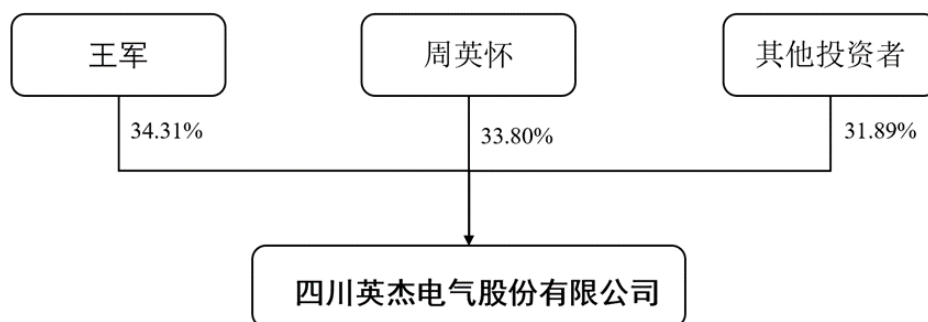 王军
周英怀
其他投资者
34.31%
33.80%
31.89%
四川英杰电气股份有限公司